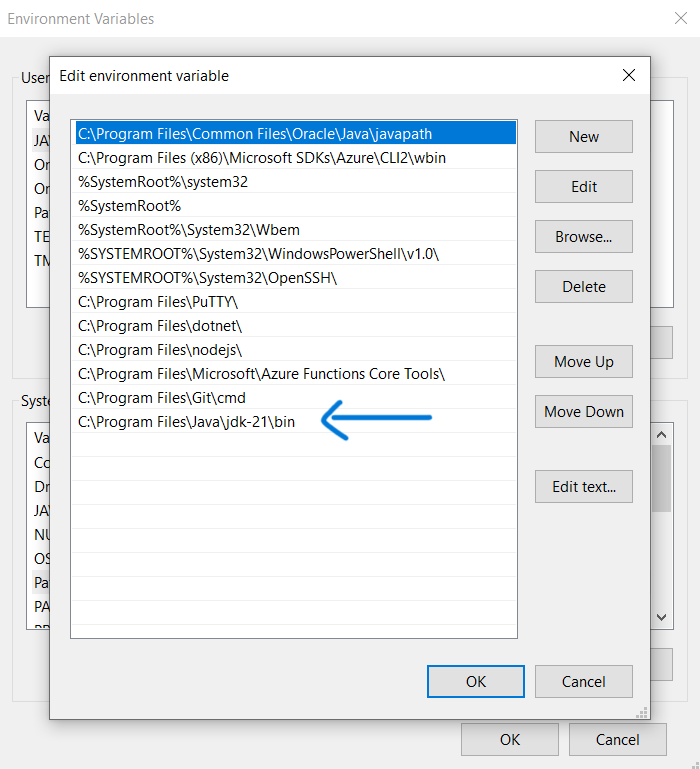 Environment Variables
Edit environment variable
C:\Program Files\Common Files\Oracle\Java\javapath
C:\Program Files (x86)\Microsoft SDKs\Azure\CLI2\wbin
%SystemRoot%\system32
%SystemRoot%
%SystemRoot%\System32\Wbem
%SYSTEMROOT%\System32\WindowsPowerShell\v1.0\
%SYSTEMROOT%\System32\OpenSSH\
C:\Program Files\PuTTY\
C:\Program Files\dotnet\
C:\Program Files\nodejs\
C:\Program Files\Microsoft\Azure Functions Core Tools\
C:\Program Files\Git\cmd
C:\Program Files\Java\jdk-21\bin
New
Edit
Browse...
Delete
Move Up
Move Down
Edit text...
OK
Cancel
User
Va
JA
On
On
Pa
TE
TM
Syste
Va
Co
Dr
JA
NU
OS
Pa
PA
OK
Cancel